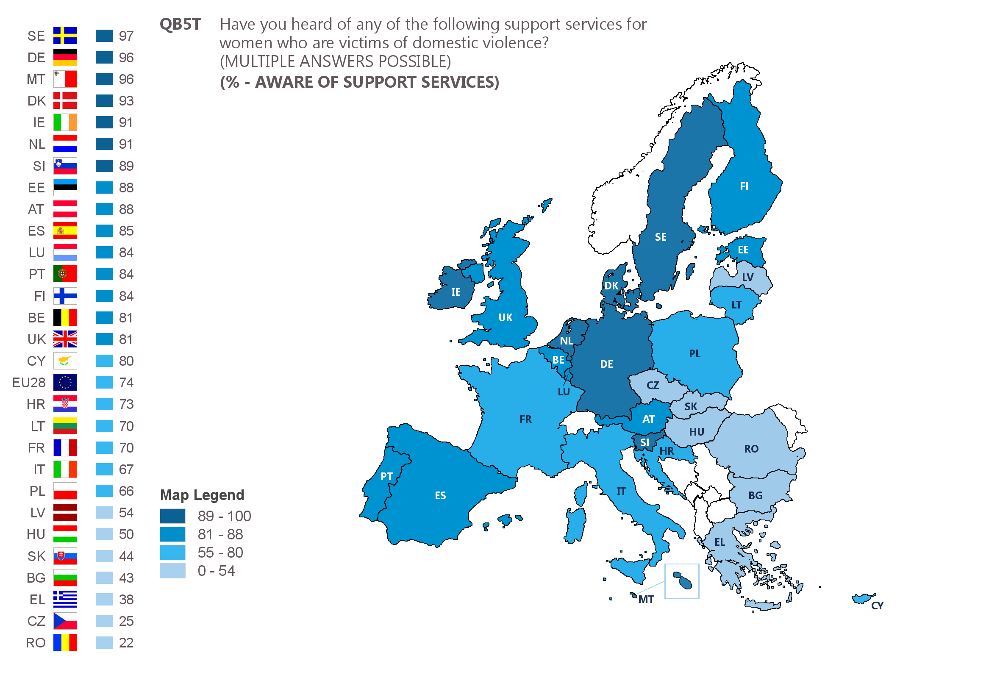 QB5T Have you heard of any of the following support services for
women who are victims of domestic violence?
(MULTIPLE ANSWERS POSSIBLE)
(% - AWARE OF SUPPORT SERVICES)
SE 97
DE 96
MT 96
DK 93
IE 91
NL 91
SI 89
EE 88
AT 88
ES 85
LU 84
PT 84
FI 84
BE 81
UK 81
CY 80
EU28 74
HR 73
LT 70
FR 70
IT 67
PL 66
LV 54
HU 50
SK 44
BG 43
EL 38
CZ 25
RO 22
Map Legend
89 - 100
81 - 88
55 - 80
0 - 54
FI
SE
EE
LV
DK
IE
LT
UK
NL
PL
BE
DE
CZ
LU
SK
FR
AT
HU
SI
HR
RO
PT
IT
ES
BG
EL
MT
CY